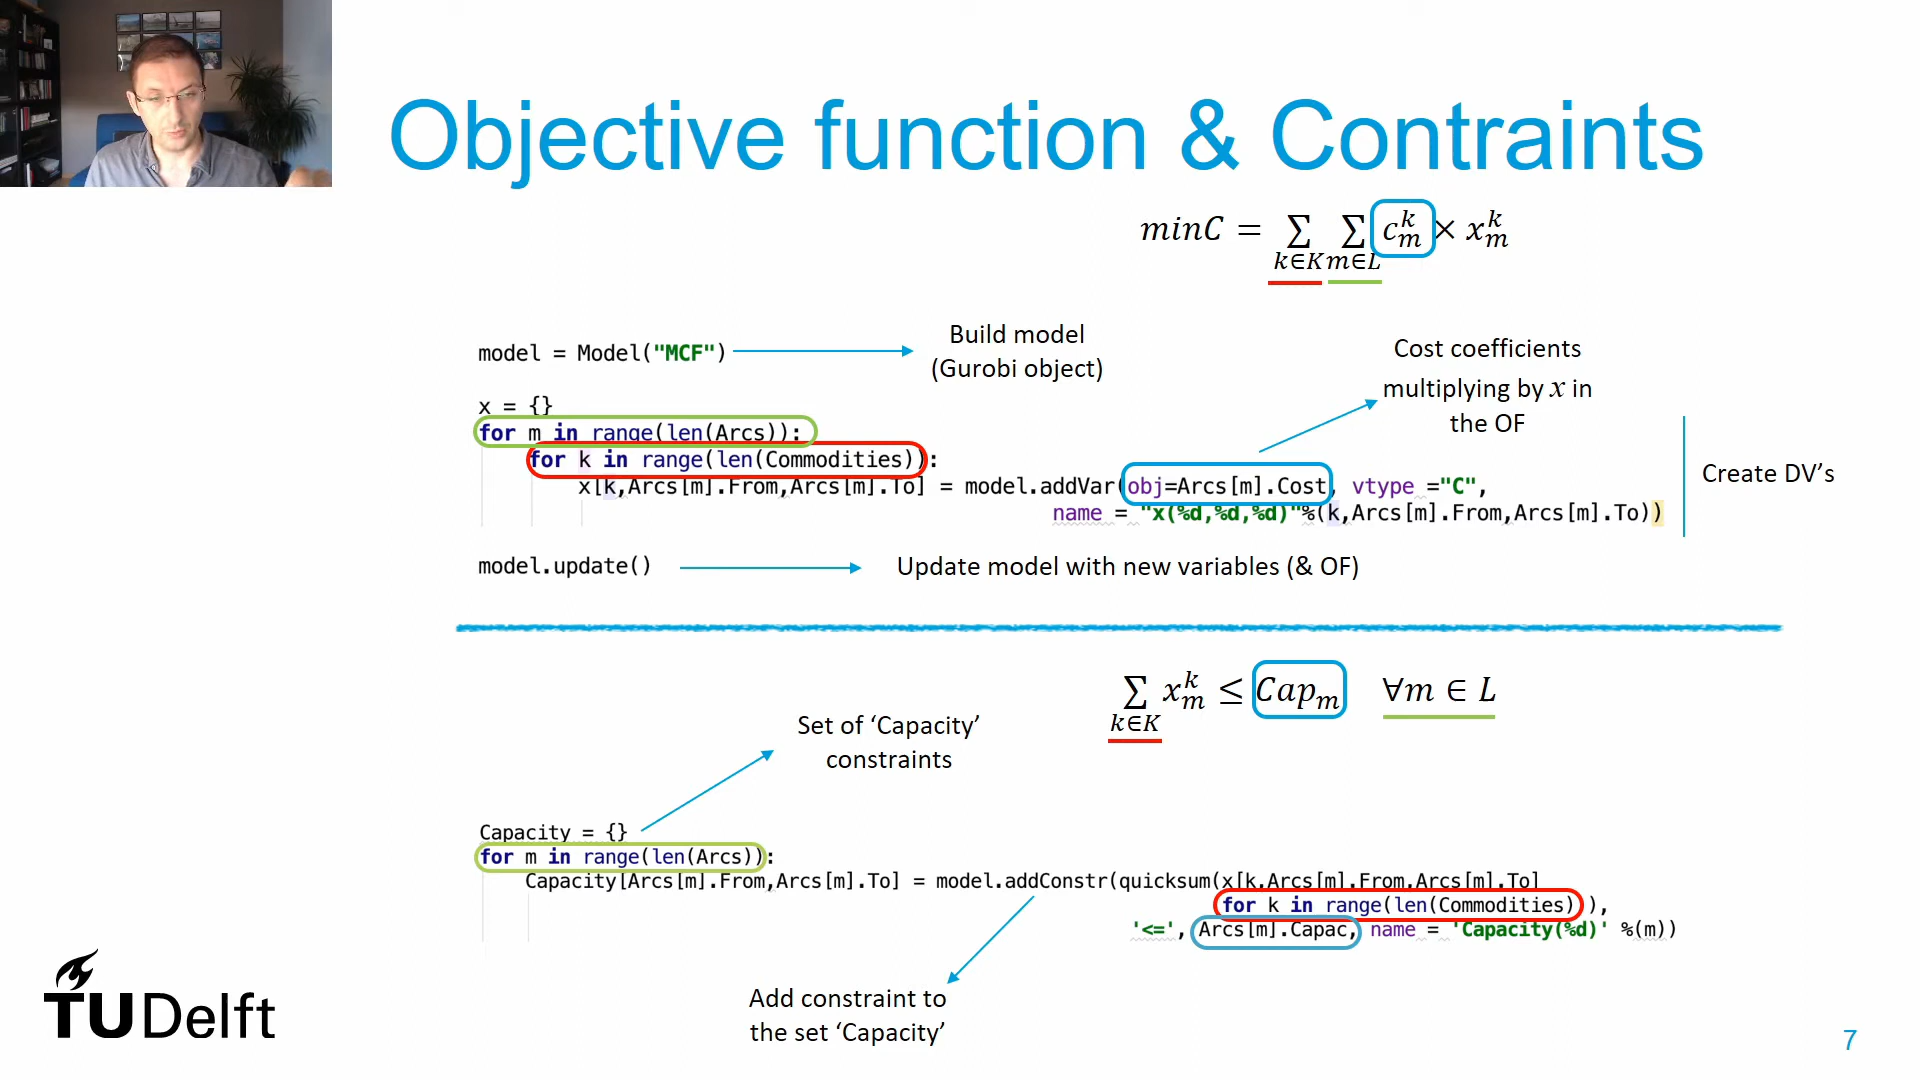 Objective function & Contraints
minC = ∑ ∑ c_m^k × x_m^k
k∈K m∈L
model = Model("MCF")
Build model
(Gurobi object)
Cost coefficients
multiplying by x in
the OF
x = {}
for m in range(len(Arcs)):
for k in range(len(Commodities)):
x[k,Arcs[m].From,Arcs[m].To] = model.addVar(obj=Arcs[m].Cost, vtype ="C",
name = "x(%d,%d,%d)"%(k,Arcs[m].From,Arcs[m].To))
Create DV's
model.update()
Update model with new variables (& OF)
∑ x_m^k ≤ Cap_m ∀m ∈ L
k∈K
Set of ‘Capacity’
constraints
Capacity = {}
for m in range(len(Arcs)):
Capacity[Arcs[m].From,Arcs[m].To] = model.addConstr(quicksum(x[k,Arcs[m].From,Arcs[m].To]
for k in range(len(Commodities) ),
'<=', Arcs[m].Capac, name = 'Capacity(%d)' %(m))
Add constraint to
the set ‘Capacity’
TUDelft
7